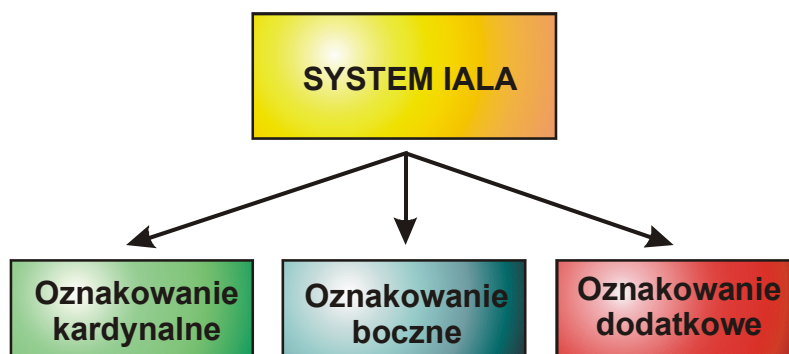 SYSTEM IALA
Oznakowanie
kardynalne
Oznakowanie
boczne
Oznakowanie
dodatkowe